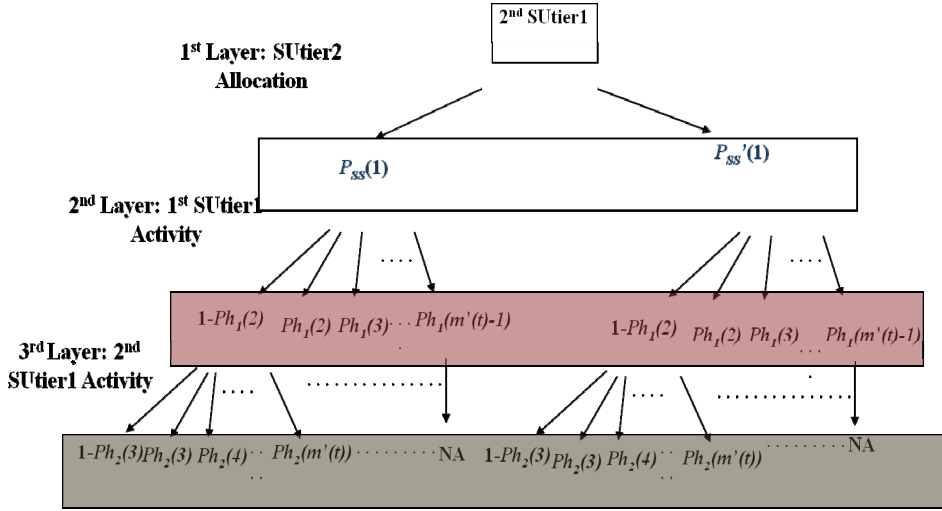 2nd SUtier1
1st Layer: SUtier2
Allocation
Pss(1)
Pss'(1)
2nd Layer: 1st SUtier1
Activity
. . . .
. . . .
1-Ph1(2) Ph1(2) Ph1(3) . . . Ph1(m'(t)-1)
1-Ph1(2) Ph1(2) Ph1(3) . . . Ph1(m'(t)-1)
3rd Layer: 2nd
SUtier1 Activity
1-Ph2(3) Ph2(3) Ph2(4) . . Ph2(m'(t)) . . . . . . . . . NA
1-Ph2(3) Ph2(3) Ph2(4) . . Ph2(m'(t)) . . . . . . . . . NA